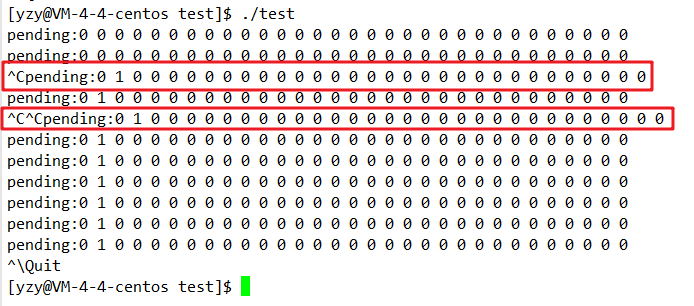 [yzy@VM-4-4-centos test]$ ./test
pending:0 0 0 0 0 0 0 0 0 0 0 0 0 0 0 0 0 0 0 0 0 0 0 0 0 0 0 0 0 0 0
pending:0 0 0 0 0 0 0 0 0 0 0 0 0 0 0 0 0 0 0 0 0 0 0 0 0 0 0 0 0 0 0
^Cpending:0 1 0 0 0 0 0 0 0 0 0 0 0 0 0 0 0 0 0 0 0 0 0 0 0 0 0 0 0 0 0
pending:0 1 0 0 0 0 0 0 0 0 0 0 0 0 0 0 0 0 0 0 0 0 0 0 0 0 0 0 0 0 0
^C^Cpending:0 1 0 0 0 0 0 0 0 0 0 0 0 0 0 0 0 0 0 0 0 0 0 0 0 0 0 0 0 0 0
pending:0 1 0 0 0 0 0 0 0 0 0 0 0 0 0 0 0 0 0 0 0 0 0 0 0 0 0 0 0 0 0
pending:0 1 0 0 0 0 0 0 0 0 0 0 0 0 0 0 0 0 0 0 0 0 0 0 0 0 0 0 0 0 0
pending:0 1 0 0 0 0 0 0 0 0 0 0 0 0 0 0 0 0 0 0 0 0 0 0 0 0 0 0 0 0 0
pending:0 1 0 0 0 0 0 0 0 0 0 0 0 0 0 0 0 0 0 0 0 0 0 0 0 0 0 0 0 0 0
pending:0 1 0 0 0 0 0 0 0 0 0 0 0 0 0 0 0 0 0 0 0 0 0 0 0 0 0 0 0 0 0
pending:0 1 0 0 0 0 0 0 0 0 0 0 0 0 0 0 0 0 0 0 0 0 0 0 0 0 0 0 0 0 0
^\Quit
[yzy@VM-4-4-centos test]$